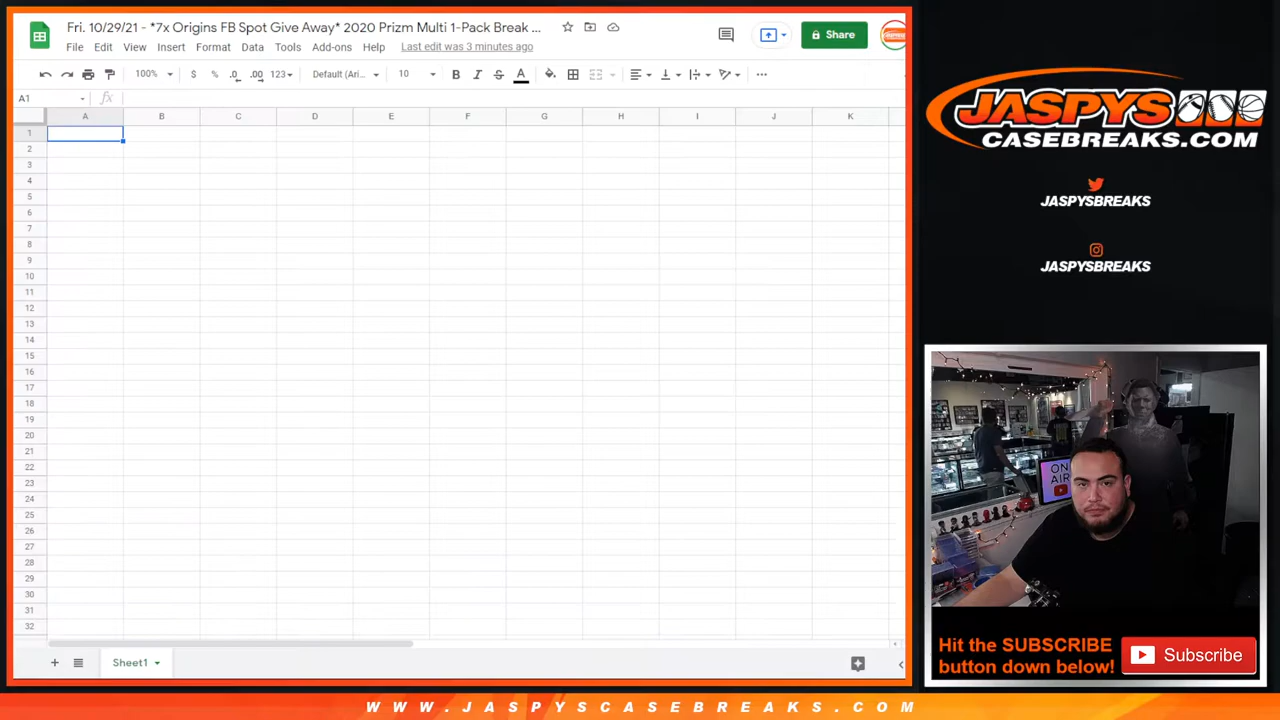 Fri. 10/29/21 - *7x Origins FB Spot Give Away* 2020 Prizm Multi 1-Pack Break ...
File Edit View Insert Format Data Tools Add-ons Help Last edit was 3 minutes ago
Share
100% $ % .0 .00 123 Default (Ari... 10 B I S A ...
A1 fx
A B C D E F G H I J K
1
2
3
4
5
6
7
8
9
10
11
12
13
14
15
16
17
18
19
20
21
22
23
24
25
26
27
28
29
30
31
32
Sheet1
JASPYS
CASEBREAKS.COM
JASPYSBREAKS
JASPYSBREAKS
ON
AIR
Hit the SUBSCRIBE
button down below!
Subscribe
WWW.JASPYSCASEBREAKS.COM